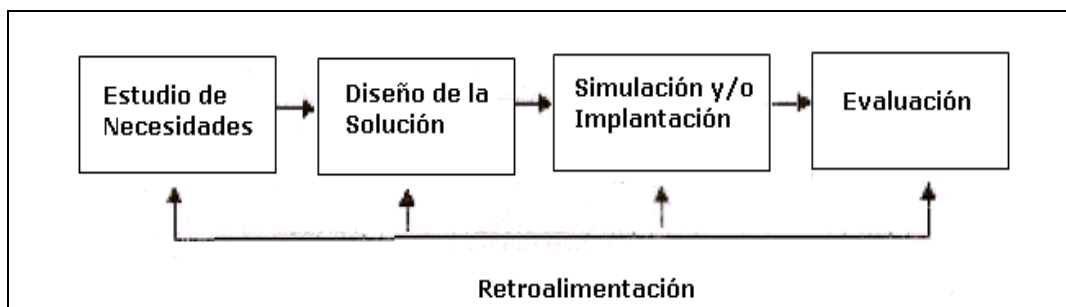 Estudio de
Necesidades
Diseño de la
Solución
Simulación y/o
Implantación
Evaluación
Retroalimentación